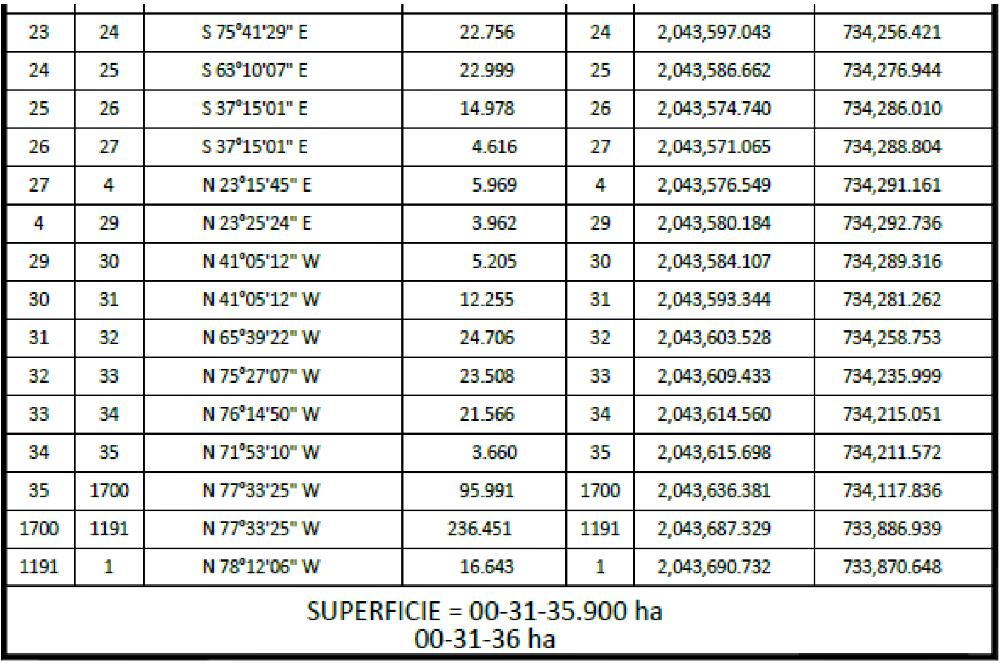 23 24 S 75°41'29" E 22.756 24 2,043,597.043 734,256.421
24 25 S 63°10'07" E 22.999 25 2,043,586.662 734,276.944
25 26 S 37°15'01" E 14.978 26 2,043,574.740 734,286.010
26 27 S 37°15'01" E 4.616 27 2,043,571.065 734,288.804
27 4 N 23°15'45" E 5.969 4 2,043,576.549 734,291.161
4 29 N 23°25'24" E 3.962 29 2,043,580.184 734,292.736
29 30 N 41°05'12" W 5.205 30 2,043,584.107 734,289.316
30 31 N 41°05'12" W 12.255 31 2,043,593.344 734,281.262
31 32 N 65°39'22" W 24.706 32 2,043,603.528 734,258.753
32 33 N 75°27'07" W 23.508 33 2,043,609.433 734,235.999
33 34 N 76°14'50" W 21.566 34 2,043,614.560 734,215.051
34 35 N 71°53'10" W 3.660 35 2,043,615.698 734,211.572
35 1700 N 77°33'25" W 95.991 1700 2,043,636.381 734,117.836
1700 1191 N 77°33'25" W 236.451 1191 2,043,687.329 733,886.939
1191 1 N 78°12'06" W 16.643 1 2,043,690.732 733,870.648
SUPERFICIE = 00-31-35.900 ha
00-31-36 ha